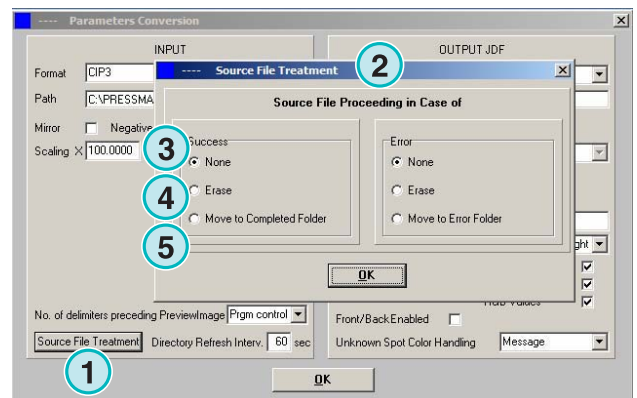 ---- Parameters Conversion
INPUT
OUTPUT JDF
Format CIP3
Path C:\PRESSMA
Mirror Negative
Scaling X 100.0000
---- Source File Treatment
2
Source File Proceeding in Case of
3
Success
Error
None
None
4
Erase
Erase
5
Move to Completed Folder
Move to Error Folder
OK
ght
No. of delimiters preceding PreviewImage Prgm control
Source File Treatment Directory Refresh Interv. 60 sec
Front/Back Enabled
Unknown Spot Color Handling Message
1
OK